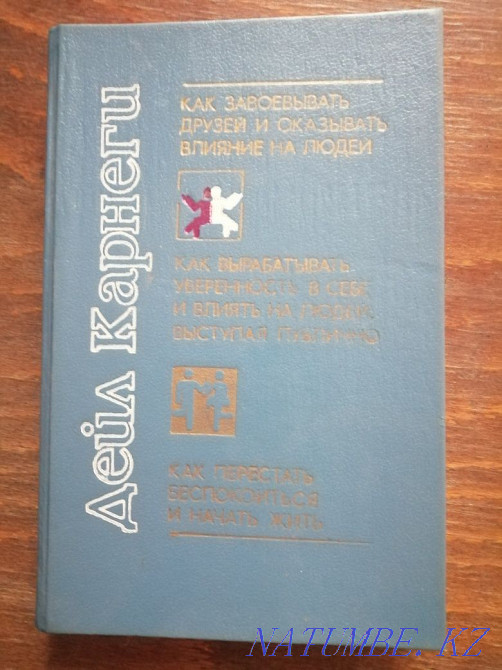 Дейл Карнеги
КАК ЗАВОЕВЫВАТЬ
ДРУЗЕЙ И ОКАЗЫВАТЬ
ВЛИЯНИЕ НА ЛЮДЕЙ
КАК ВЫРАБАТЫВАТЬ
УВЕРЕННОСТЬ В СЕБЕ
И ВЛИЯТЬ НА ЛЮДЕЙ,
ВЫСТУПАЯ ПУБЛИЧНО
КАК ПЕРЕСТАТЬ
БЕСПОКОИТЬСЯ
И НАЧАТЬ ЖИТЬ
NATUMBE.KZ